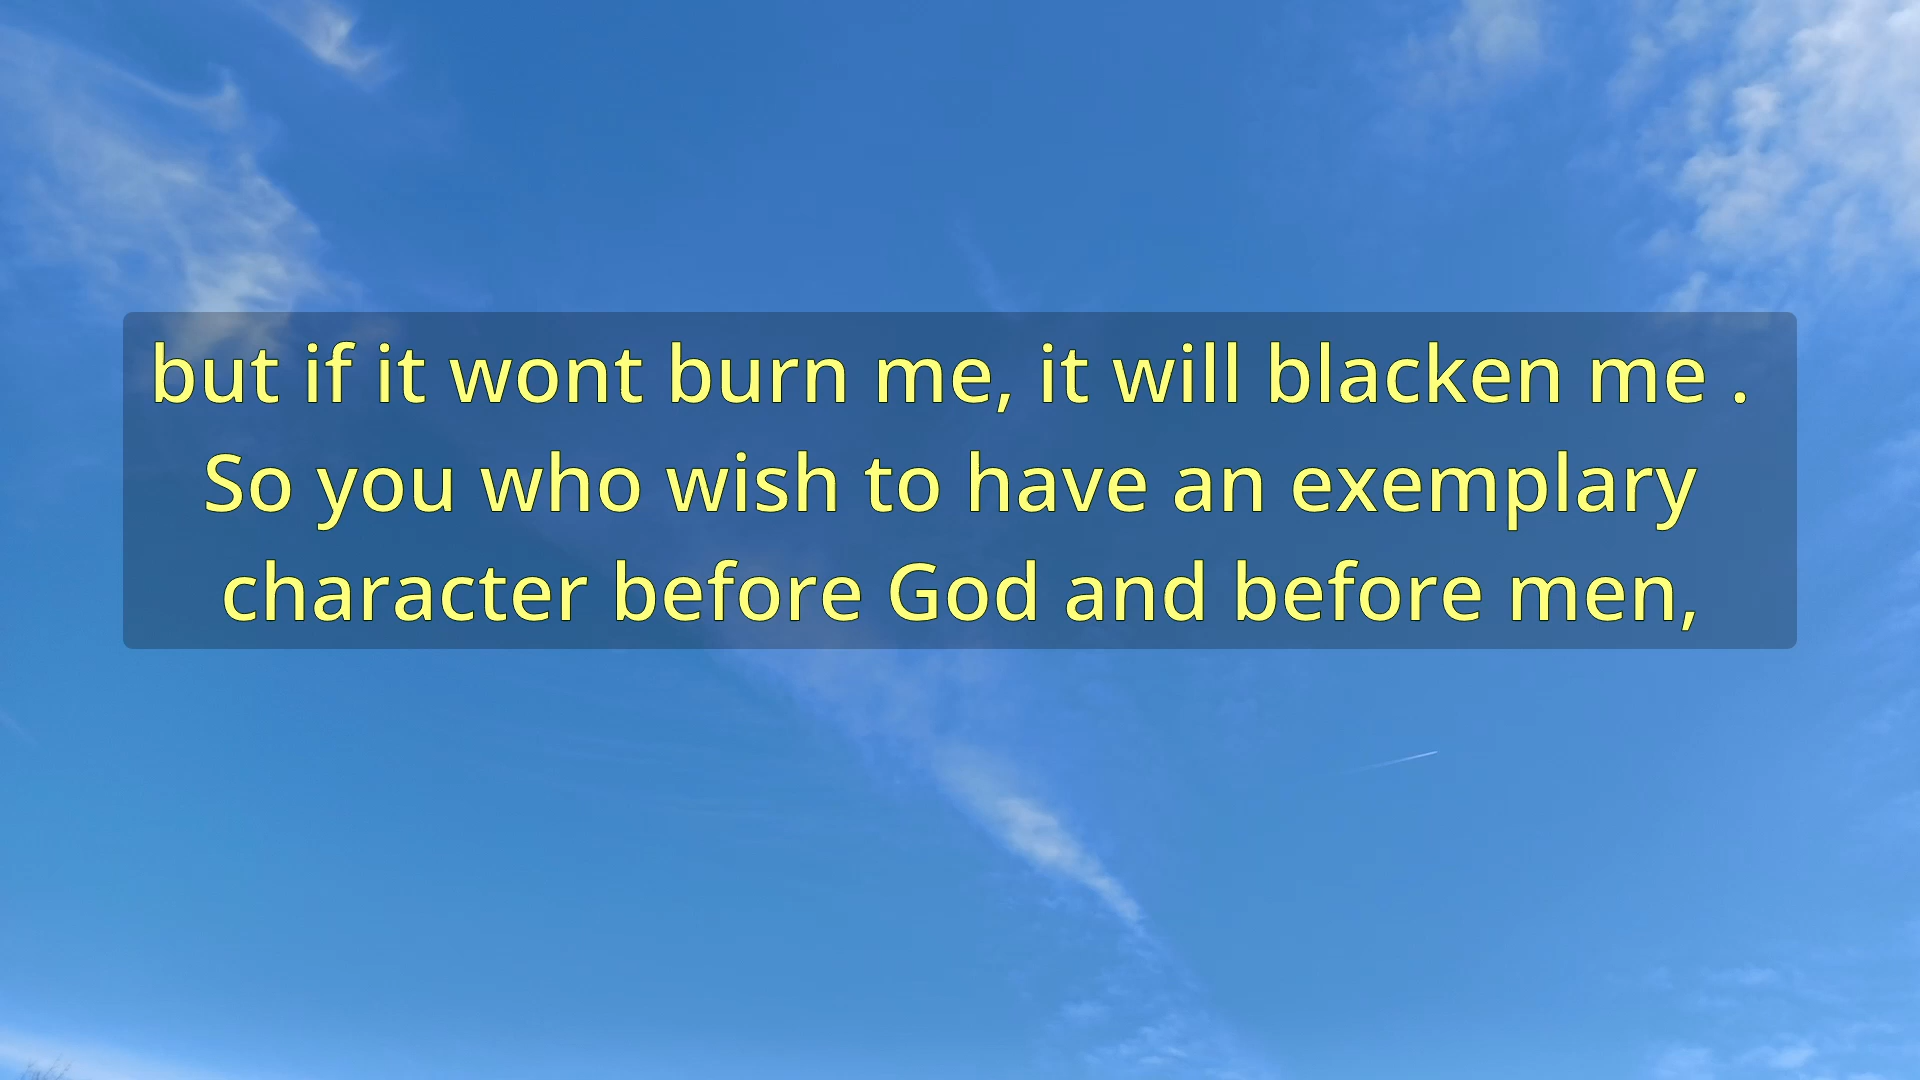 but if it wont burn me, it will blacken me .
So you who wish to have an exemplary
character before God and before men,